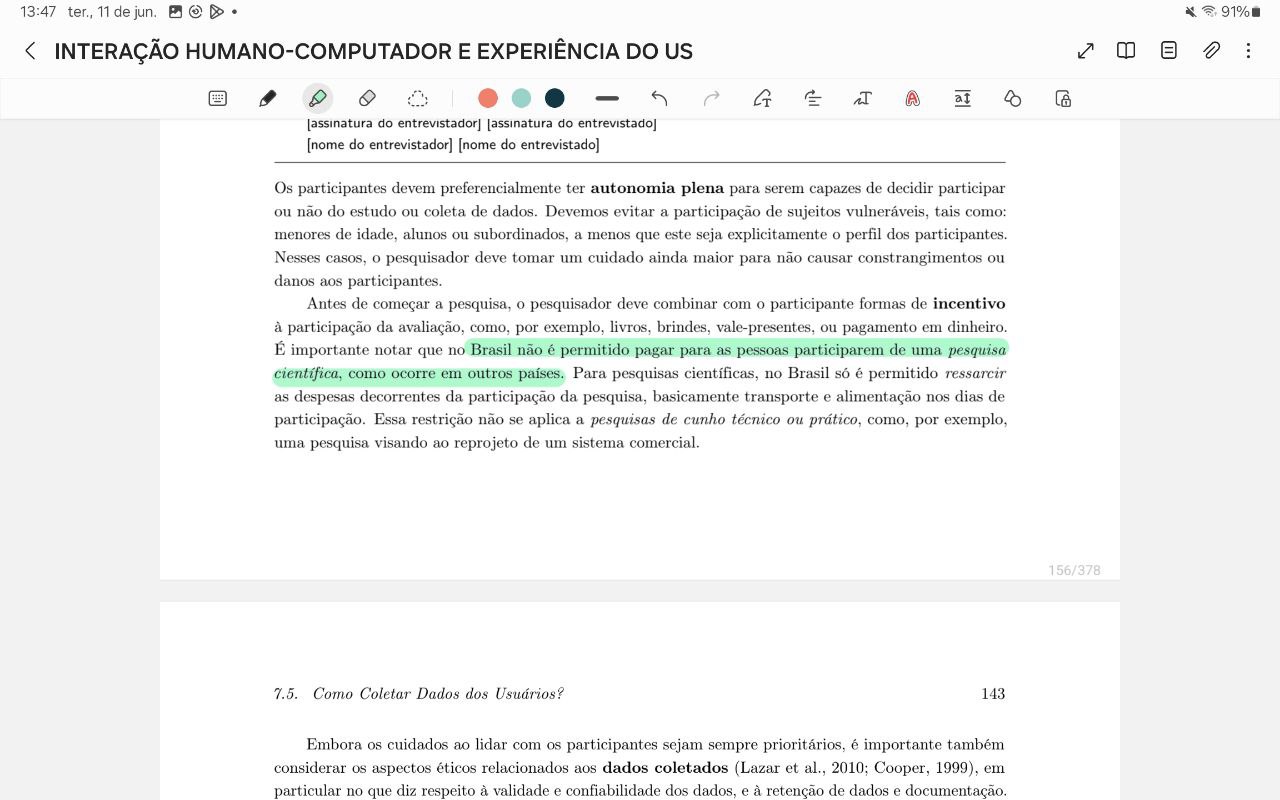 13:47 ter., 11 de jun.
91%
INTERAÇÃO HUMANO-COMPUTADOR E EXPERIÊNCIA DO US
[assinatura do entrevistador] [assinatura do entrevistado]
[nome do entrevistador] [nome do entrevistado]
Os participantes devem preferencialmente ter autonomia plena para serem capazes de decidir participar
ou não do estudo ou coleta de dados. Devemos evitar a participação de sujeitos vulneráveis, tais como:
menores de idade, alunos ou subordinados, a menos que este seja explicitamente o perfil dos participantes.
Nesses casos, o pesquisador deve tomar um cuidado ainda maior para não causar constrangimentos ou
danos aos participantes.
Antes de começar a pesquisa, o pesquisador deve combinar com o participante formas de incentivo
à participação da avaliação, como, por exemplo, livros, brindes, vale-presentes, ou pagamento em dinheiro.
É importante notar que no Brasil não é permitido pagar para as pessoas participarem de uma pesquisa
científica, como ocorre em outros países. Para pesquisas científicas, no Brasil só é permitido ressarcir
as despesas decorrentes da participação da pesquisa, basicamente transporte e alimentação nos dias de
participação. Essa restrição não se aplica a pesquisas de cunho técnico ou prático, como, por exemplo,
uma pesquisa visando ao reprojeto de um sistema comercial.
156/378
7.5. Como Coletar Dados dos Usuários? 143
Embora os cuidados ao lidar com os participantes sejam sempre prioritários, é importante também
considerar os aspectos éticos relacionados aos dados coletados (Lazar et al., 2010; Cooper, 1999), em
particular no que diz respeito à validade e confiabilidade dos dados, e à retenção de dados e documentação.